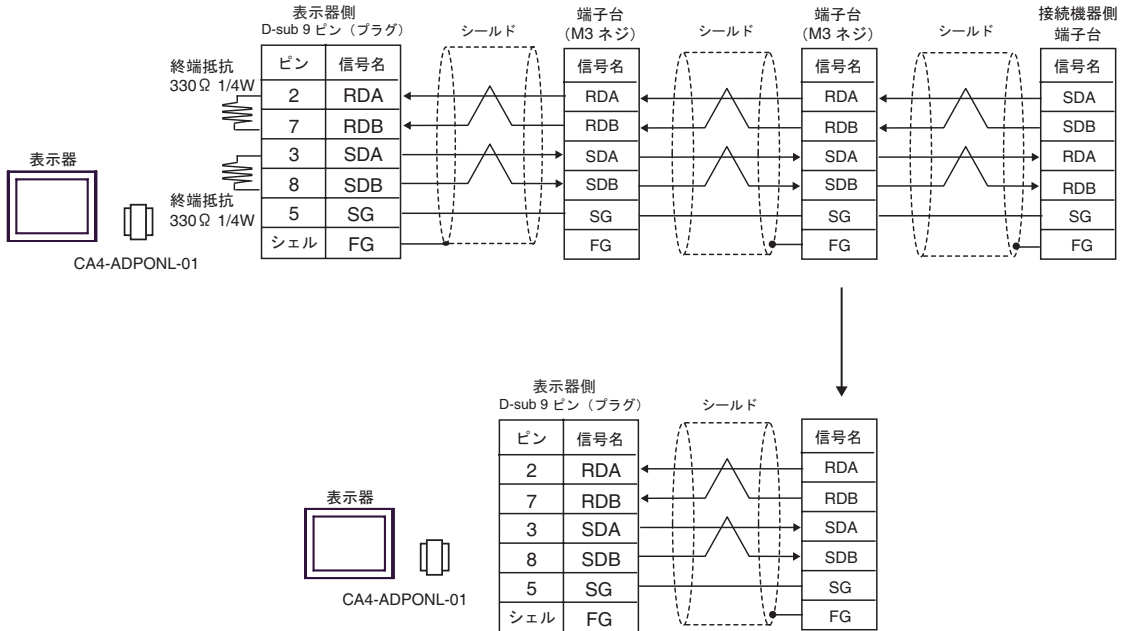 表示器側
D-sub 9 ピン（プラグ）
シールド
端子台
（M3 ネジ）
シールド
端子台
（M3 ネジ）
シールド
接続機器側
端子台
終端抵抗
330Ω 1/4W
終端抵抗
330Ω 1/4W
表示器
CA4-ADPONL-01
ピン 信号名
2 RDA
7 RDB
3 SDA
8 SDB
5 SG
シェル FG
信号名
RDA
RDB
SDA
SDB
SG
FG
信号名
RDA
RDB
SDA
SDB
SG
FG
信号名
SDA
SDB
RDA
RDB
SG
FG
表示器側
D-sub 9 ピン（プラグ）
シールド
表示器
CA4-ADPONL-01
ピン 信号名
2 RDA
7 RDB
3 SDA
8 SDB
5 SG
シェル FG
信号名
RDA
RDB
SDA
SDB
SG
FG